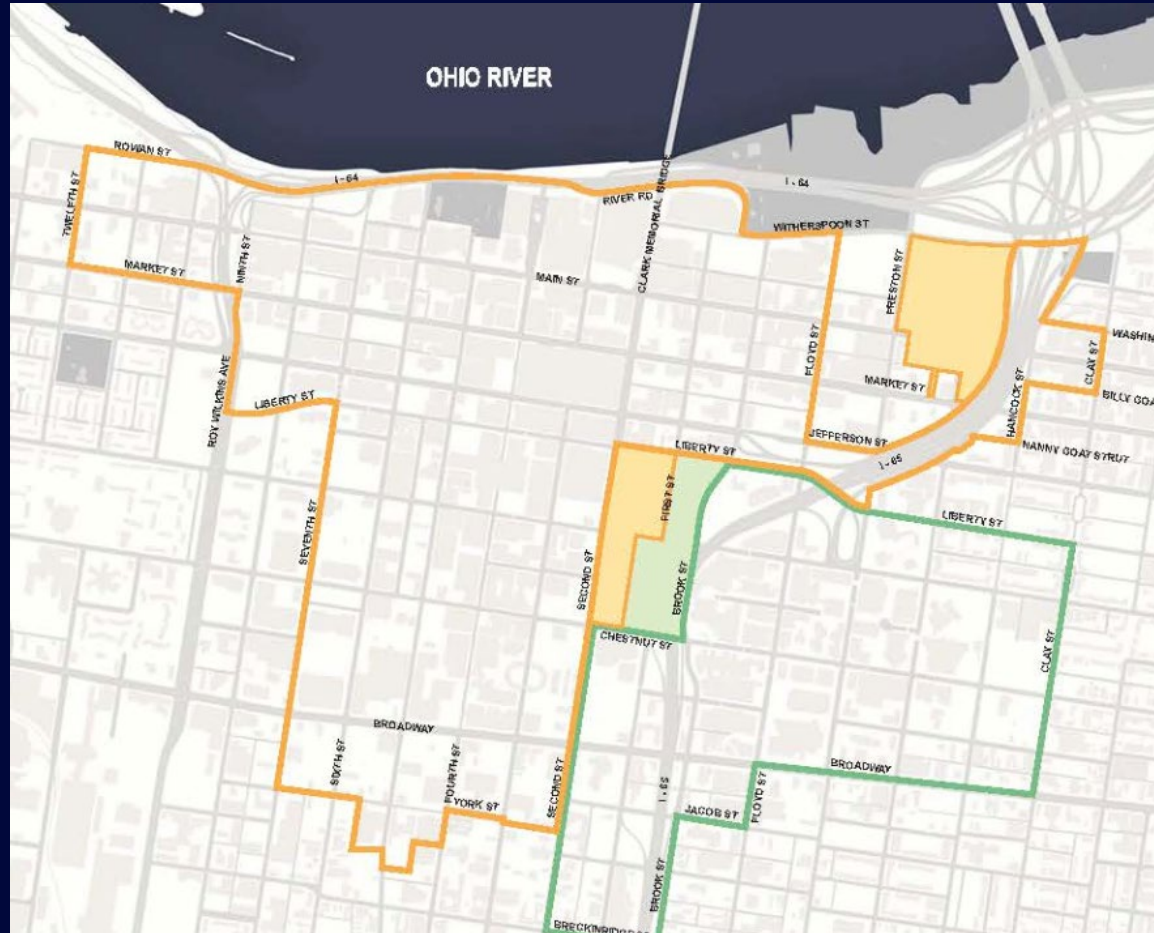 OHIO RIVER
ROWAN ST
I-64
RIVER RD
CLARK MEMORIAL BRIDGE
I-64
WITHERSPOON ST
TWELFTH ST
MARKET ST
NINTH ST
MAIN ST
PRESTON ST
FLOYD ST
WASHIN
CLAY ST
BILLY GOA
MARKET ST
HANCOCK ST
ROY WILKINS AVE
LIBERTY ST
JEFFERSON ST
NANNY GOAT STRUT
LIBERTY ST
I-65
FIRST ST
LIBERTY ST
SEVENTH ST
SECOND ST
BROOK ST
CHESTNUT ST
CLAY ST
BROADWAY
BROADWAY
SIXTH ST
FOURTH ST
YORK ST
SECOND ST
I-65
FLOYD ST
JACOB ST
BROOK ST